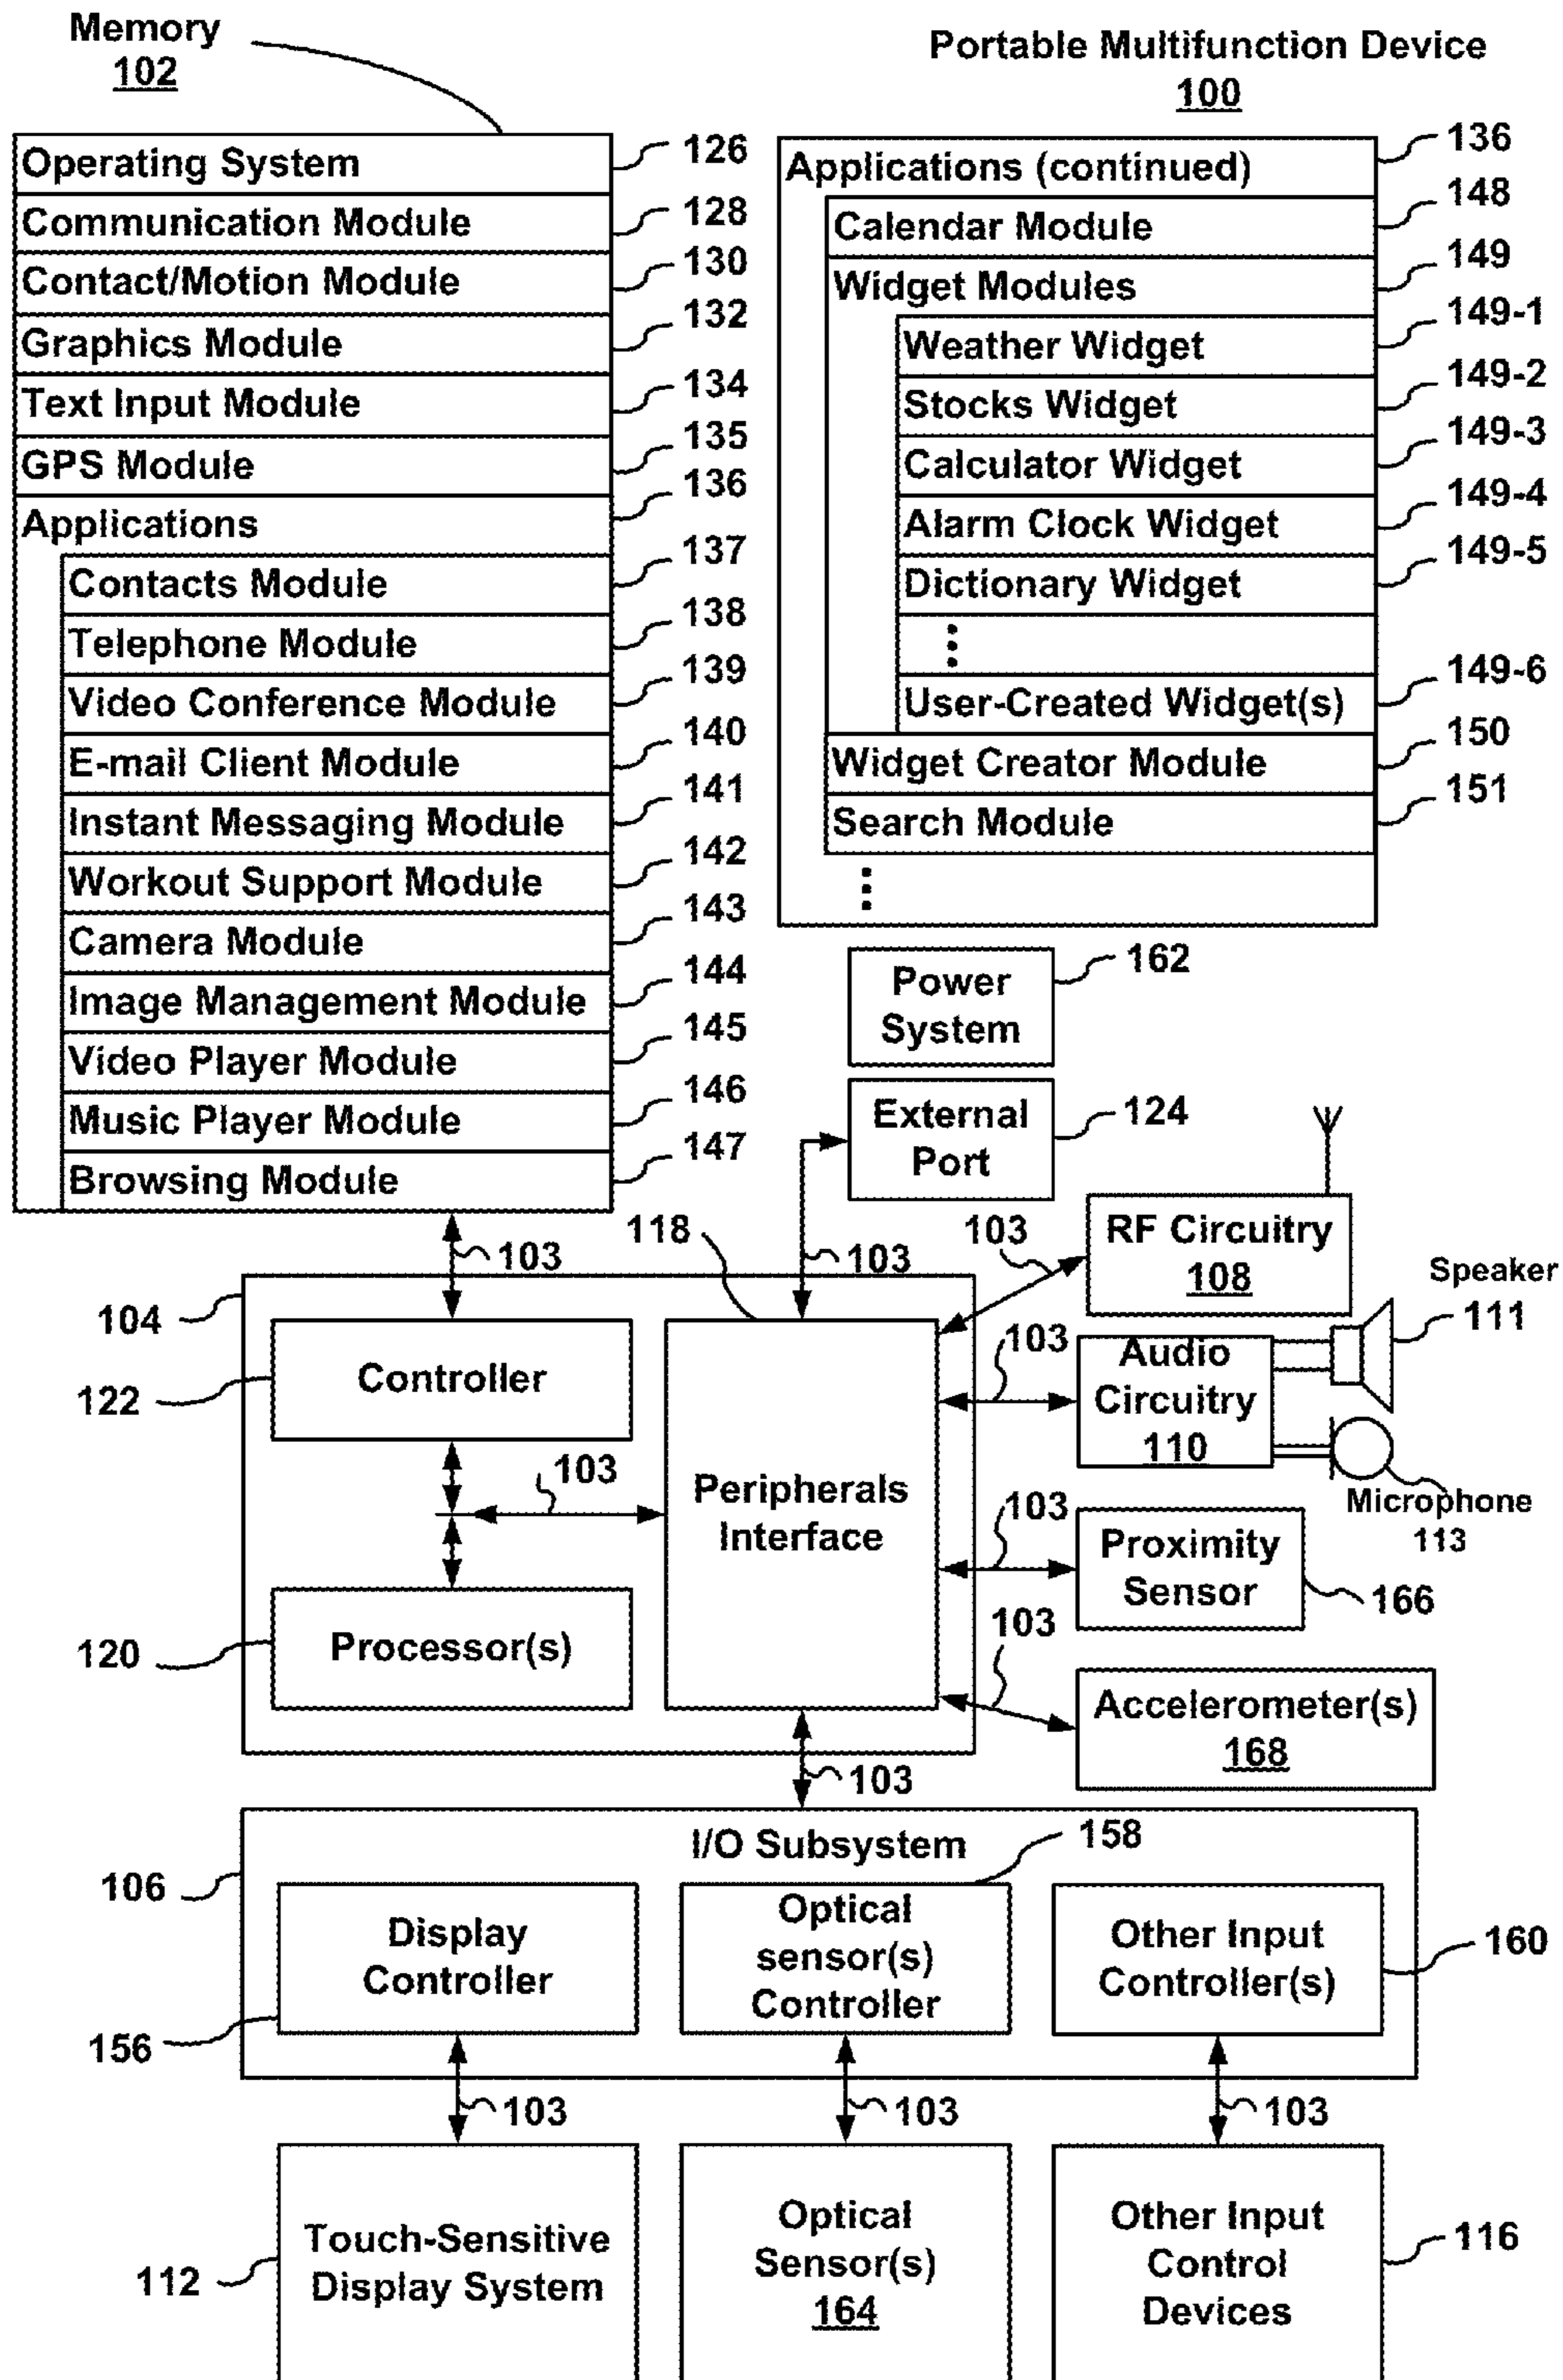 Memory
102
Portable Multifunction Device
100
Operating System
126
Communication Module
128
Contact/Motion Module
130
Graphics Module
132
Text Input Module
134
GPS Module
135
Applications
136
Contacts Module
137
Telephone Module
138
Video Conference Module
139
E-mail Client Module
140
Instant Messaging Module
141
Workout Support Module
142
Camera Module
143
Image Management Module
144
Video Player Module
145
Music Player Module
146
Browsing Module
147
Applications (continued)
136
Calendar Module
148
Widget Modules
149
Weather Widget
149-1
Stocks Widget
149-2
Calculator Widget
149-3
Alarm Clock Widget
149-4
Dictionary Widget
149-5
User-Created Widget(s)
149-6
Widget Creator Module
150
Search Module
151
Power
System
162
External
Port
124
103
118
103
103
RF Circuitry
108
Speaker
111
104
Controller
122
103
Audio
Circuitry
110
103
Peripherals
Interface
Microphone
113
103
Proximity
Sensor
166
Processor(s)
120
103
Accelerometer(s)
168
103
I/O Subsystem
158
106
Display
Controller
156
Optical
sensor(s)
Controller
Other Input
Controller(s)
160
103
103
103
Touch-Sensitive
Display System
112
Optical
Sensor(s)
164
Other Input
Control
Devices
116